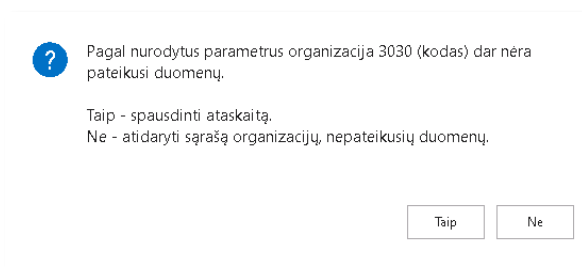 Pagal nurodytus parametrus organizacija 3030 (kodas) dar nėra
pateikusi duomenų.
Taip - spausdinti ataskaitą.
Ne - atidaryti sąrašą organizacijų, nepateikusių duomenų.
Taip
Ne